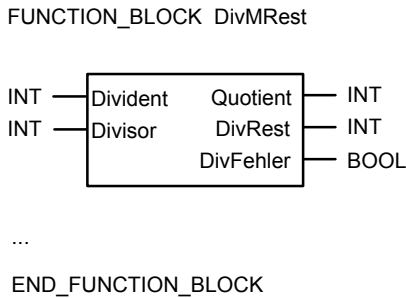 FUNCTION_BLOCK DivMRest
INT Divident Quotient INT
INT Divisor DivRest INT
DivFehler BOOL
...
END_FUNCTION_BLOCK